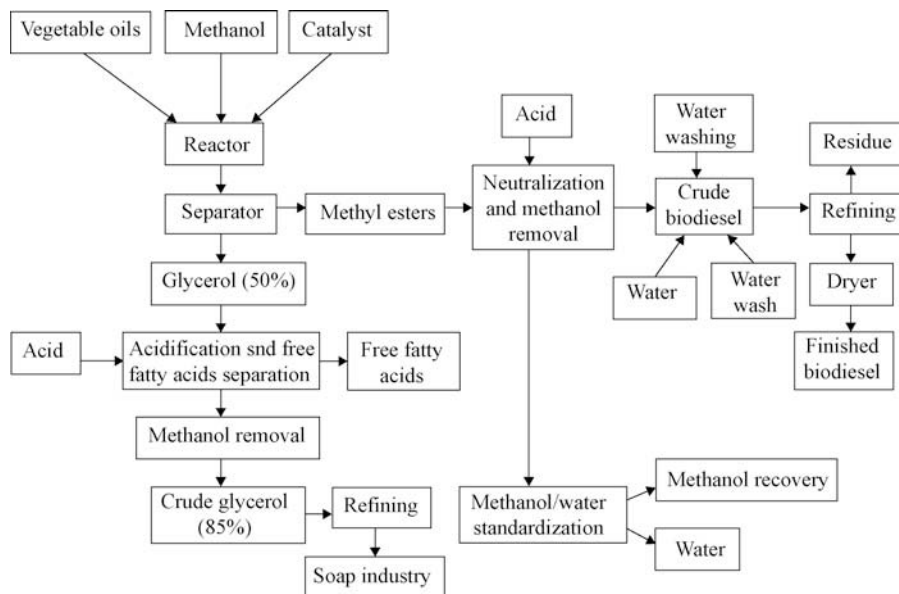 Vegetable oils
Methanol
Catalyst
Reactor
Separator
Methyl esters
Acid
Neutralization
and methanol
removal
Water
washing
Crude
biodiesel
Water
Water
wash
Residue
Refining
Dryer
Finished
biodiesel
Glycerol (50%)
Acid
Acidification snd free
fatty acids separation
Free fatty
acids
Methanol removal
Crude glycerol
(85%)
Refining
Soap industry
Methanol/water
standardization
Methanol recovery
Water